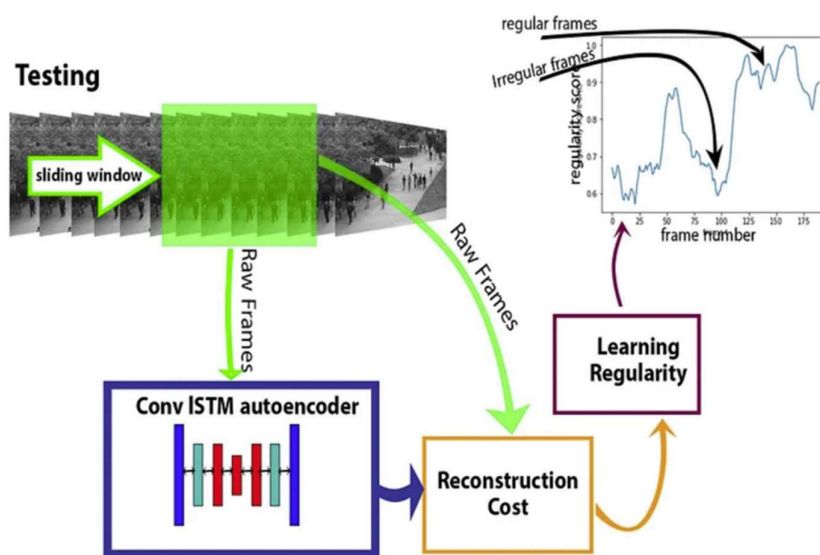 regular frames
Irregular frames
Testing
sliding window
Raw Frames
Raw Frames
regularity score
1.0
0.9
0.8
0.7
0.6
0 25 50 75 100 125 150 175
frame number
Learning
Regularity
Conv lSTM autoencoder
Reconstruction
Cost